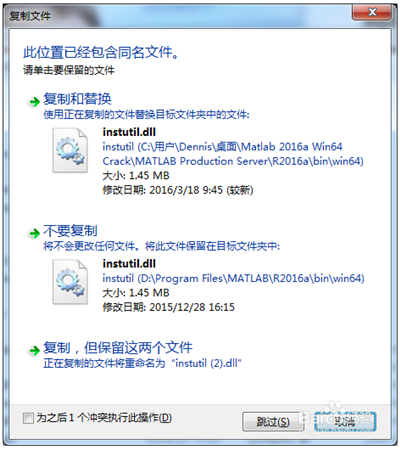 复制文件
此位置已经包含同名文件。
请单击要保留的文件
复制和替换
使用正在复制的文件替换目标文件夹中的文件:
instutil.dll
instutil (C:\用户\Dennis\桌面\Matlab 2016a Win64
Crack\MATLAB Production Server\R2016a\bin\win64)
大小: 1.45 MB
修改日期: 2016/3/18 9:45 (较新)
不要复制
将不会更改任何文件。将此文件保留在目标文件夹中:
instutil.dll
instutil (D:\Program Files\MATLAB\R2016a\bin\win64)
大小: 1.45 MB
修改日期: 2015/12/28 16:15
复制，但保留这两个文件
正在复制的文件将重命名为“instutil (2).dll”
为之后 1 个冲突执行此操作(D)
跳过(S)
取消